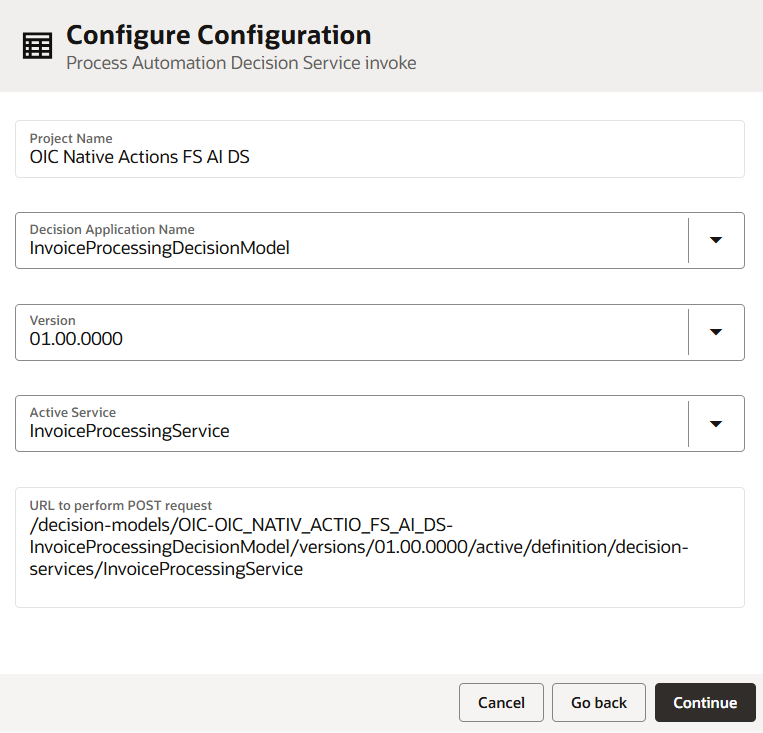 Configure Configuration
Process Automation Decision Service invoke
Project Name
OIC Native Actions FS AI DS
Decision Application Name
InvoiceProcessingDecisionModel
Version
01.00.0000
Active Service
InvoiceProcessingService
URL to perform POST request
/decision-models/OIC-OIC_NATIV_ACTIO_FS_AI_DS-
InvoiceProcessingDecisionModel/versions/01.00.0000/active/definition/decision-
services/InvoiceProcessingService
Cancel
Go back
Continue